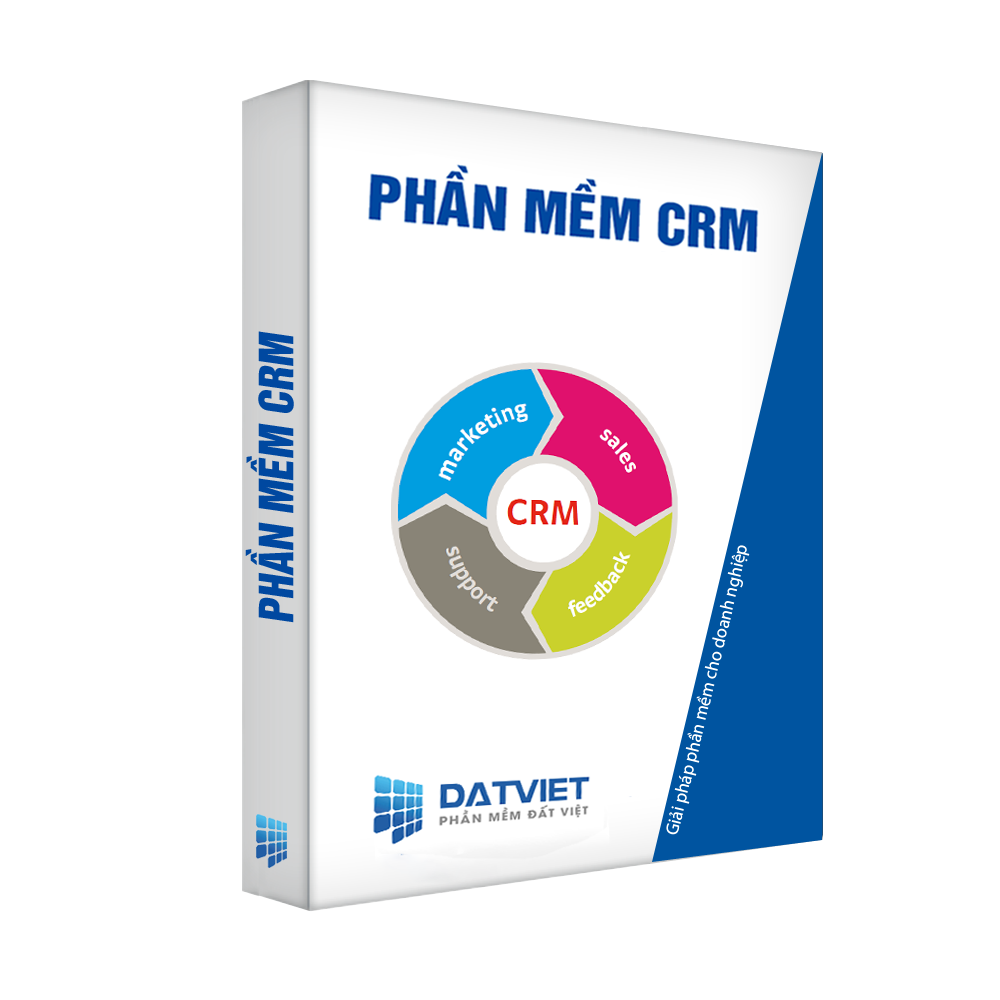 PHẦN MỀM CRM
PHẦN MỀM CRM
marketing
sales
CRM
support
feedback
Giải pháp phần mềm cho doanh nghiệp
DATVIET
PHẦN MỀM ĐẤT VIỆT